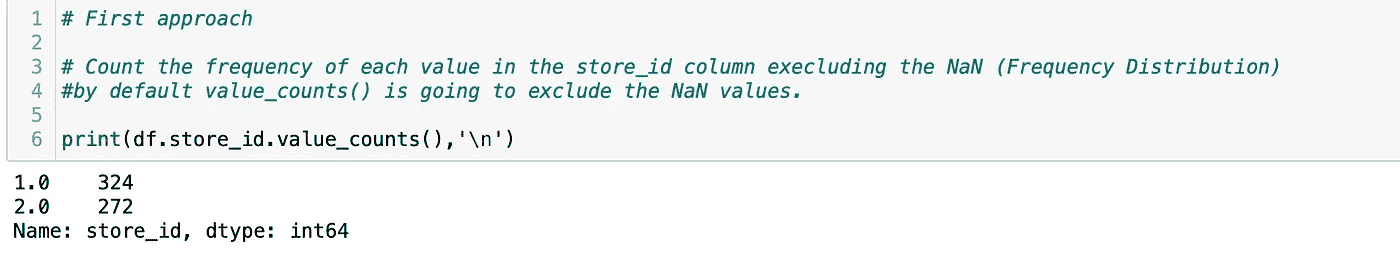 1 # First approach
2
3 # Count the frequency of each value in the store_id column execluding the NaN (Frequency Distribution)
4 #by default value_counts() is going to exclude the NaN values.
5
6 print(df.store_id.value_counts(),'\n')
1.0    324
2.0    272
Name: store_id, dtype: int64